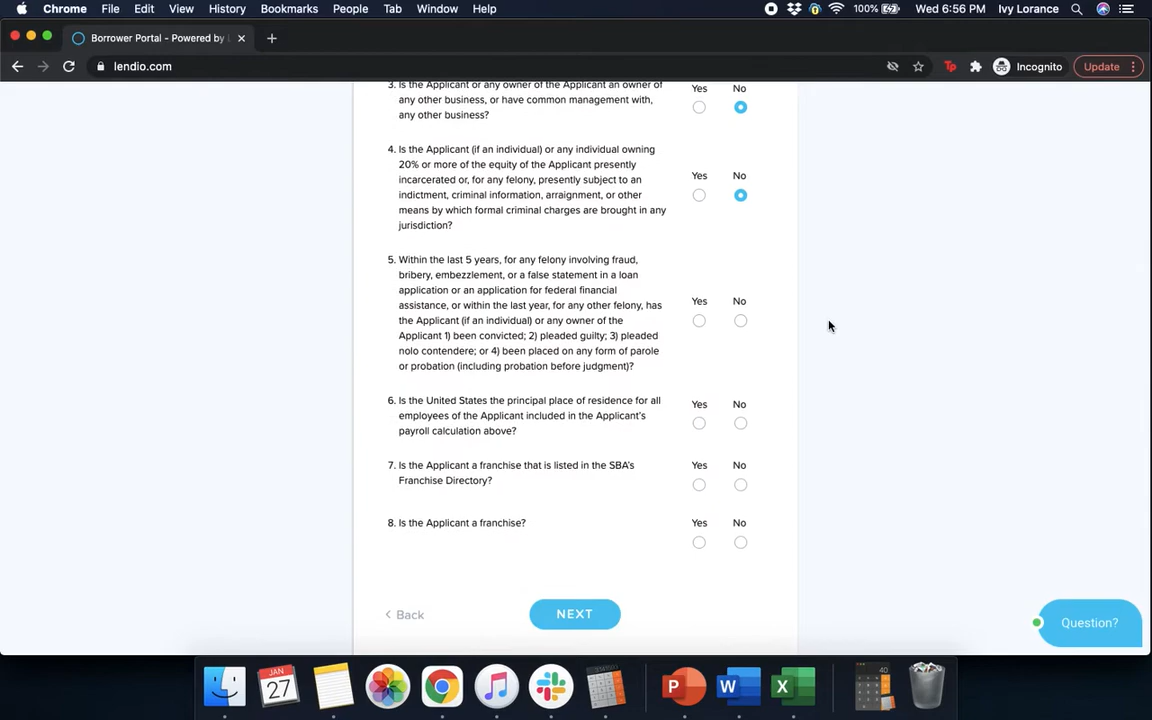 Chrome File Edit View History Bookmarks People Tab Window Help 100% Wed 6:56 PM Ivy Lorance
Borrower Portal - Powered by
lendio.com Incognito Update
3. Is the Applicant or any owner of the Applicant an owner of
any other business, or have common management with,
any other business?
Yes No
4. Is the Applicant (if an individual) or any individual owning
20% or more of the equity of the Applicant presently
incarcerated or, for any felony, presently subject to an
indictment, criminal information, arraignment, or other
means by which formal criminal charges are brought in any
jurisdiction?
Yes No
5. Within the last 5 years, for any felony involving fraud,
bribery, embezzlement, or a false statement in a loan
application or an application for federal financial
assistance, or within the last year, for any other felony, has
the Applicant (if an individual) or any owner of the
Applicant 1) been convicted; 2) pleaded guilty; 3) pleaded
nolo contendere; or 4) been placed on any form of parole
or probation (including probation before judgment)?
Yes No
6. Is the United States the principal place of residence for all
employees of the Applicant included in the Applicant's
payroll calculation above?
Yes No
7. Is the Applicant a franchise that is listed in the SBA's
Franchise Directory?
Yes No
8. Is the Applicant a franchise?
Yes No
< Back
NEXT
Question?
JAN
27
P W X